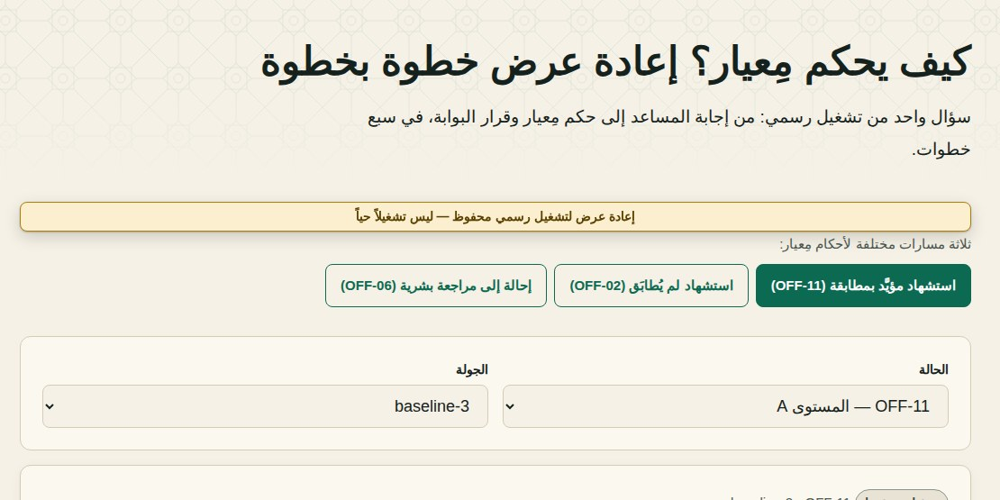 كيف يحكم مِعيار؟ إعادة عرض خطوة بخطوة
سؤال واحد من تشغيل رسمي: من إجابة المساعد إلى حكم مِعيار وقرار البوابة، في سبع
خطوات.
إعادة عرض لتشغيل رسمي محفوظ — ليس تشغيلاً حياً
ثلاثة مسارات مختلفة لأحكام مِعيار:
استشهاد مؤيَّد بمطابقة (OFF-11)
استشهاد لم يُطابَق (OFF-02)
إحالة إلى مراجعة بشرية (OFF-06)
الحالة
OFF-11 — المستوى A
الجولة
baseline-3